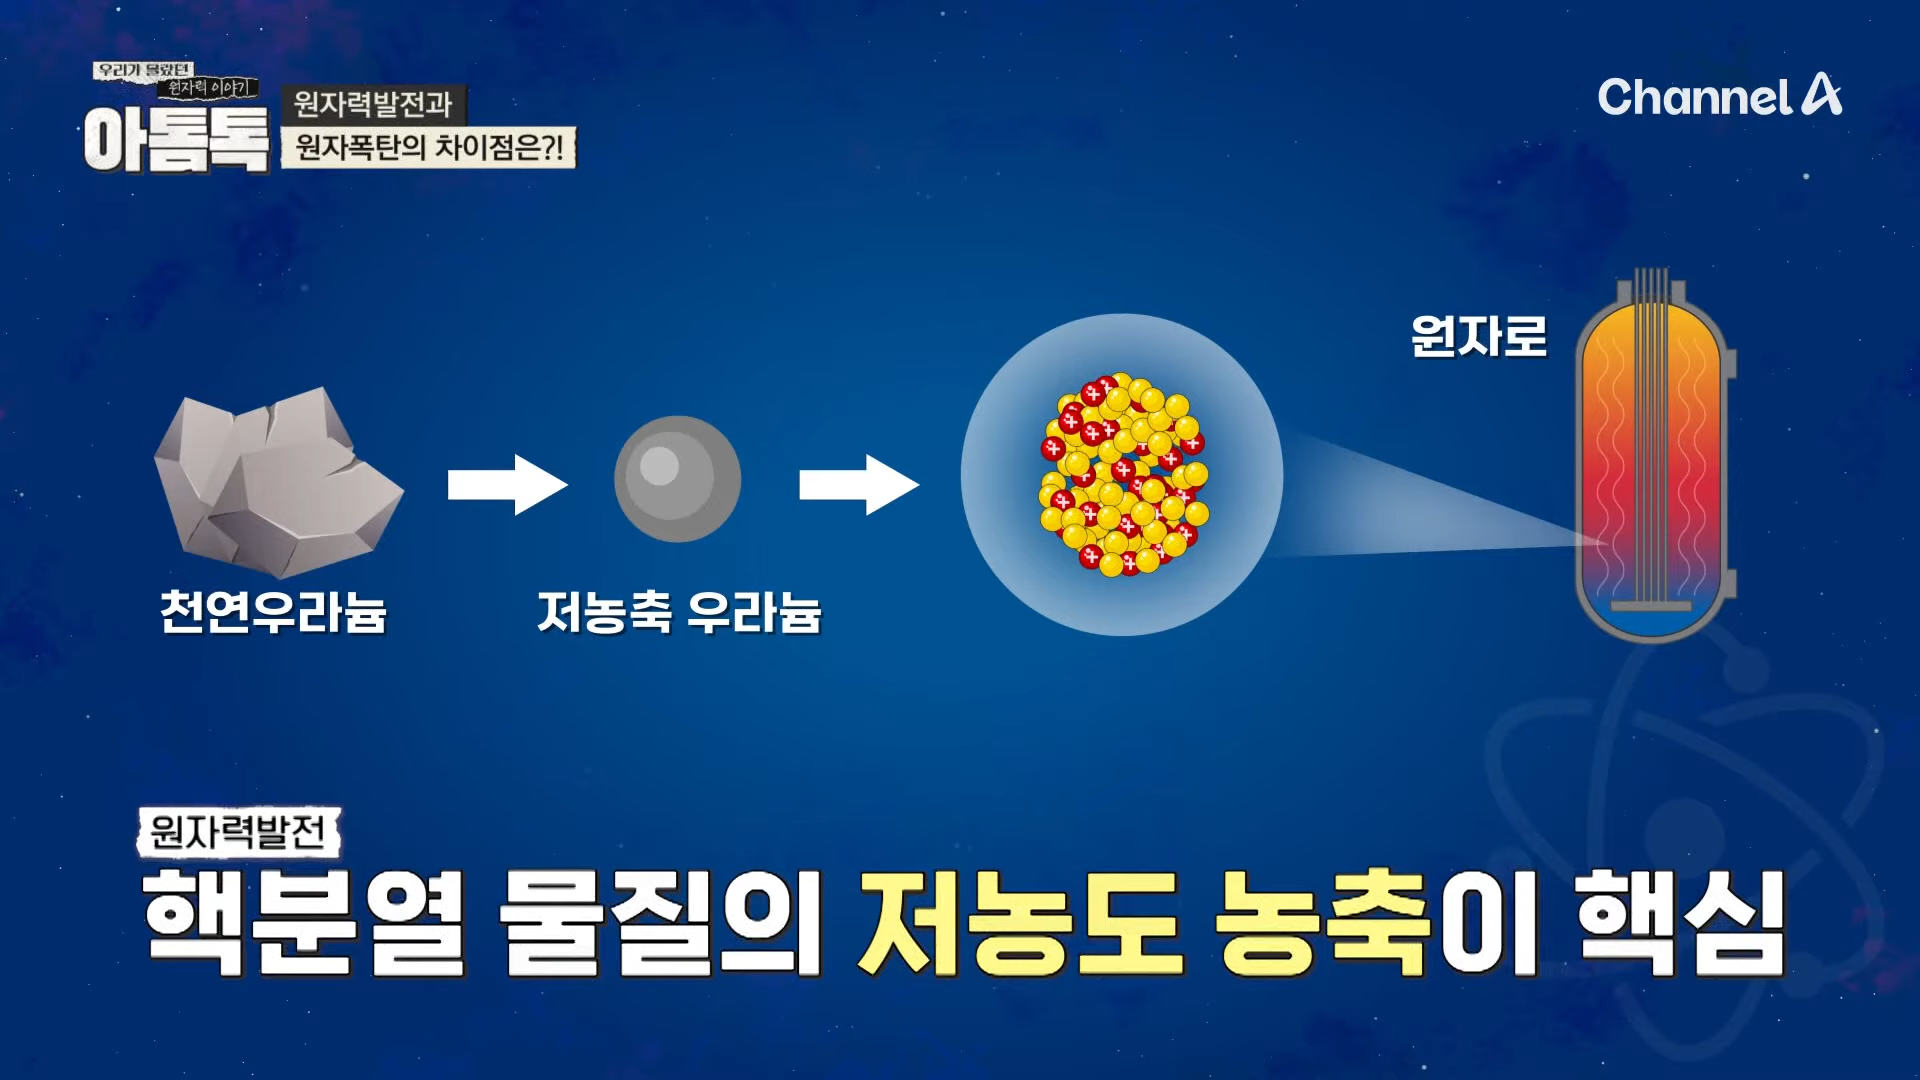 우리가 몰랐던
원자력 이야기
아톰톡
원자력발전과
원자폭탄의 차이점은?!
Channel A
원자로
천연우라늄
저농축 우라늄
원자력발전
핵분열 물질의 저농도 농축이 핵심